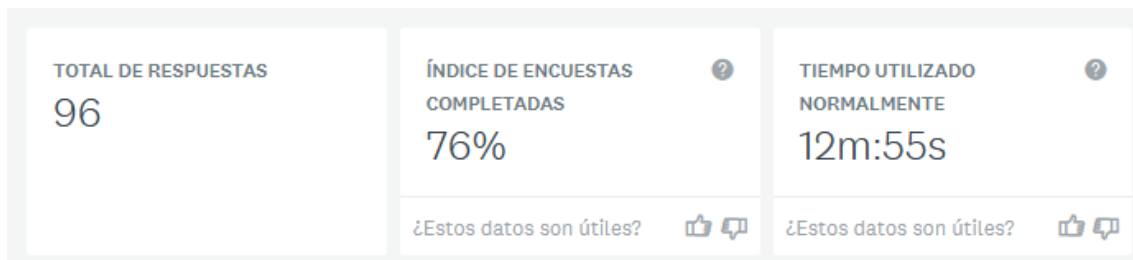 TOTAL DE RESPUESTAS
96
ÍNDICE DE ENCUESTAS
COMPLETADAS
76%
¿Estos datos son útiles?
TIEMPO UTILIZADO
NORMALMENTE
12m:55s
¿Estos datos son útiles?